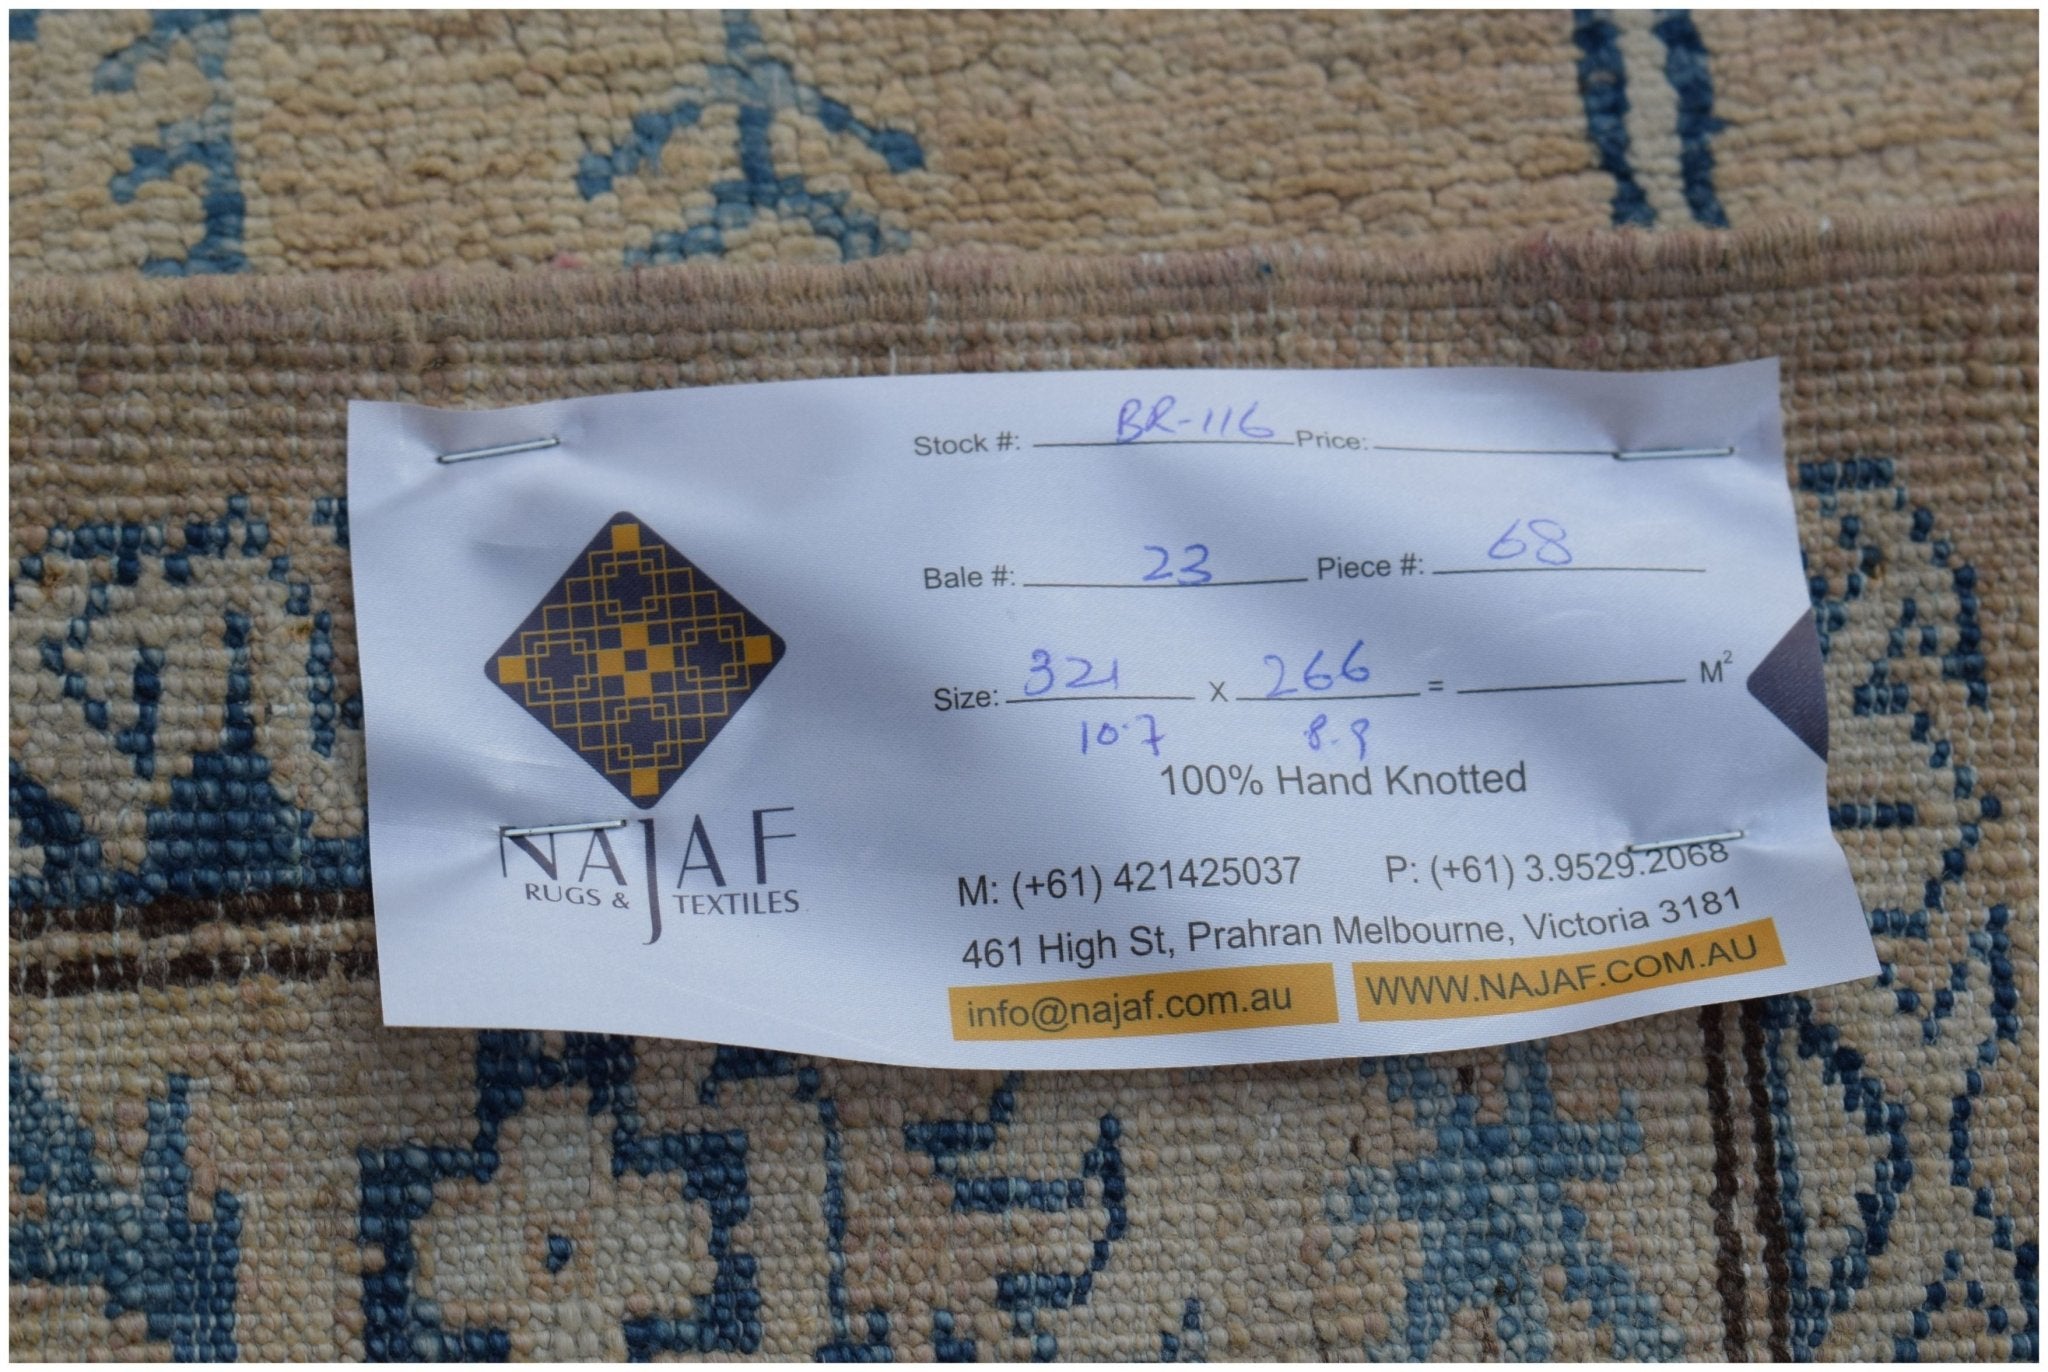 Stock #: BR-116 Price:
Bale #: 23 Piece #: 68
Size: 321 x 266 = M²
10.7 8.9
100% Hand Knotted
NAJAF
RUGS & TEXTILES
M: (+61) 421425037 P: (+61) 3.9529.2068
461 High St, Prahran Melbourne, Victoria 3181
info@najaf.com.au WWW.NAJAF.COM.AU